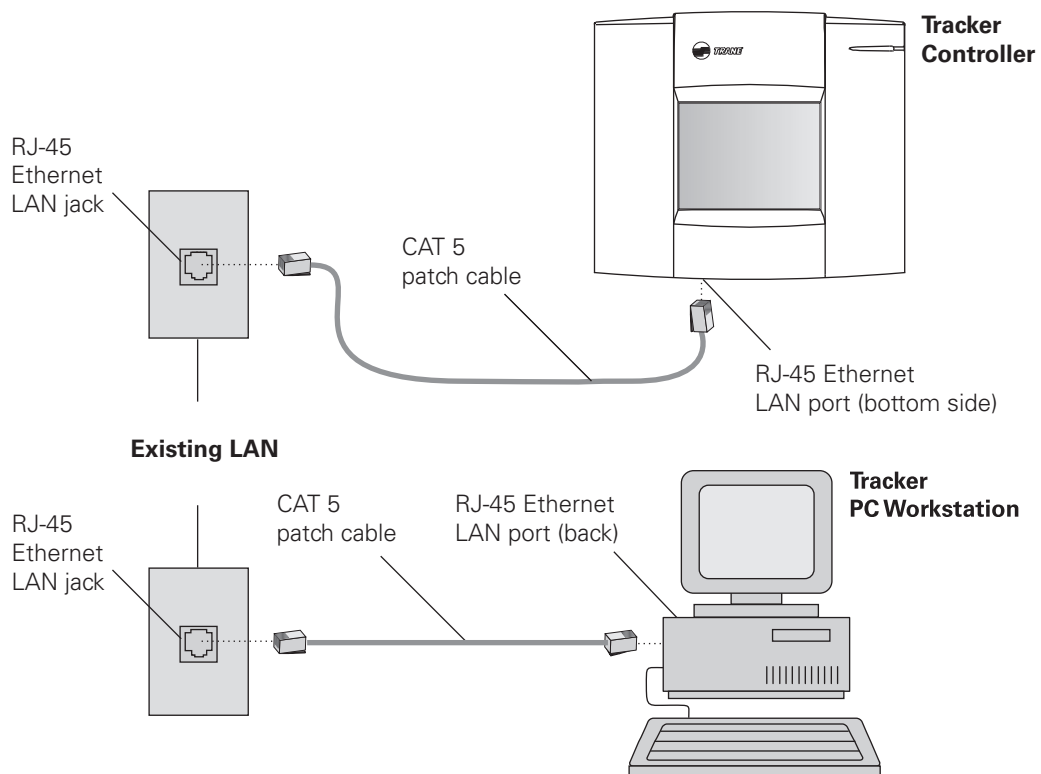 Tracker
Controller
TRANE
RJ-45
Ethernet
LAN jack
CAT 5
patch cable
RJ-45 Ethernet
LAN port (bottom side)
Existing LAN
Tracker
PC Workstation
CAT 5
patch cable
RJ-45 Ethernet
LAN port (back)
RJ-45
Ethernet
LAN jack